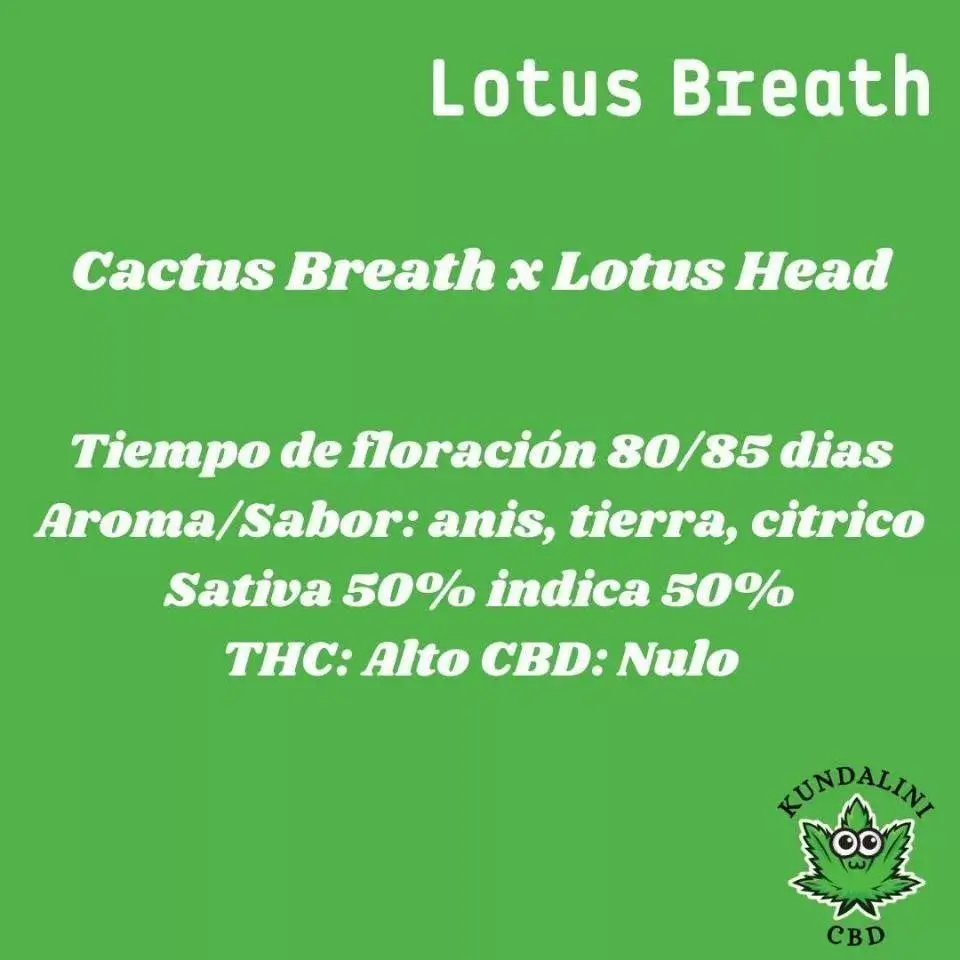 Lotus Breath
Cactus Breath x Lotus Head
Tiempo de floración 80/85 dias
Aroma/Sabor: anis, tierra, citrico
Sativa 50% indica 50%
THC: Alto CBD: Nulo
KUNDALINI
CBD